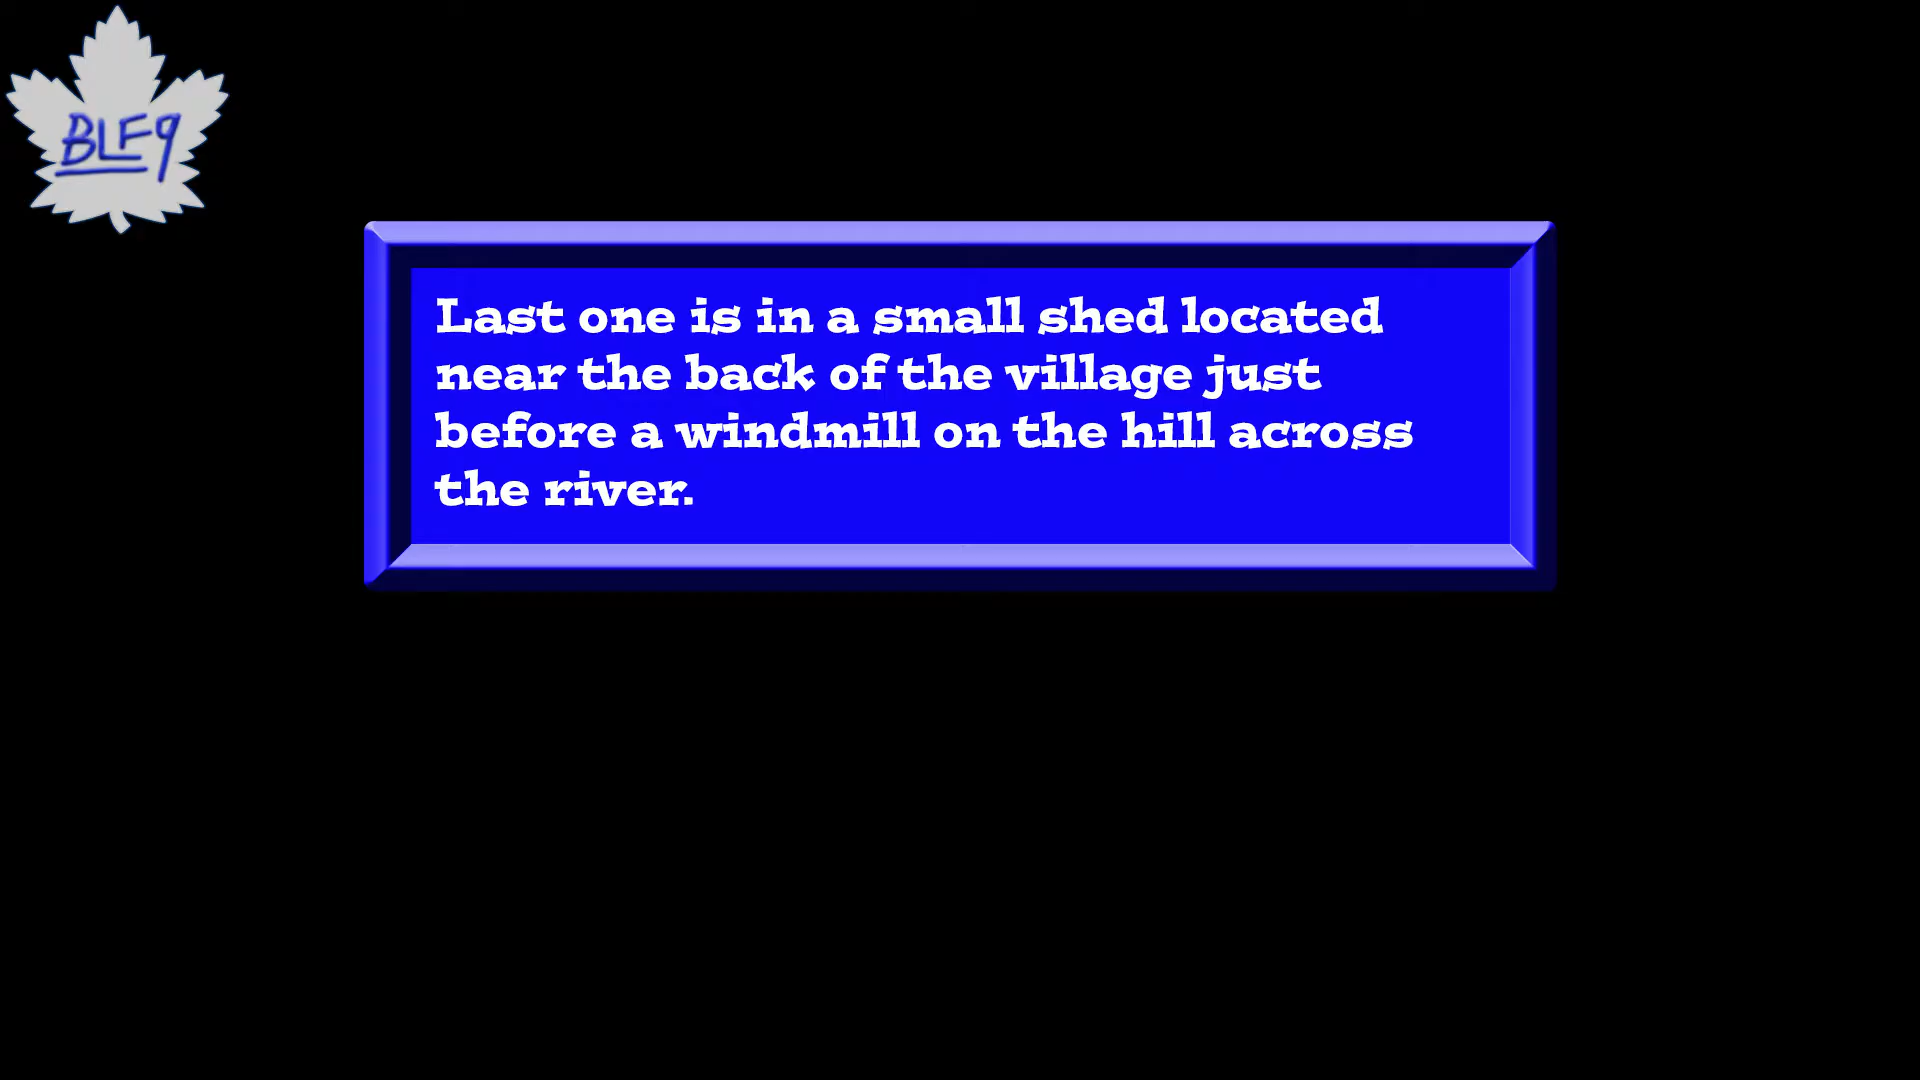 BLF9
Last one is in a small shed located
near the back of the village just
before a windmill on the hill across
the river.